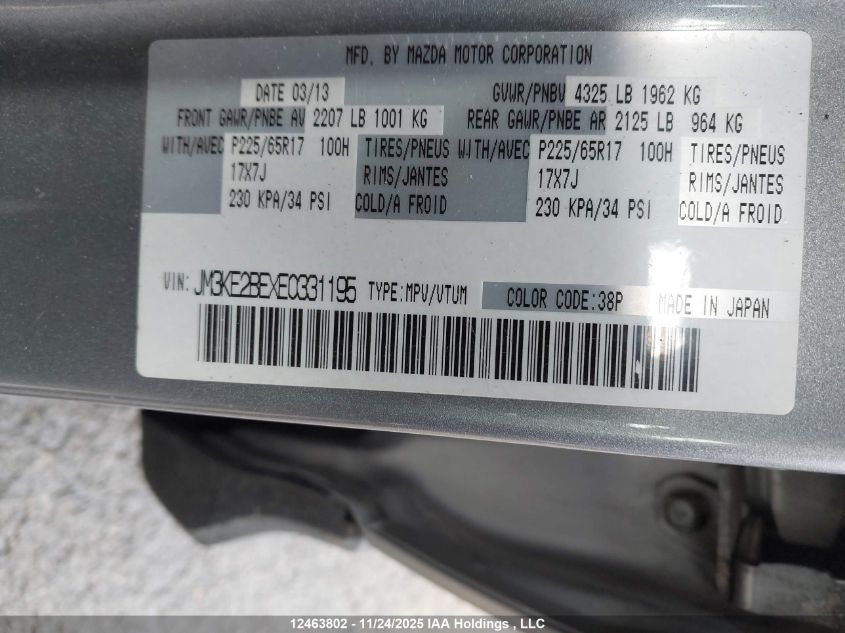 MFD. BY MAZDA MOTOR CORPORATION
DATE 03/13 GVWR/PNBV 4325 LB 1962 KG
FRONT GAWR/PNBE AV 2207 LB 1001 KG REAR GAWR/PNBE AR 2125 LB 964 KG
WITH/AVEC P225/65R17 100H TIRES/PNEUS WITH/AVEC P225/65R17 100H TIRES/PNEUS
17X7J RIMS/JANTES 17X7J RIMS/JANTES
230 KPA/34 PSI COLD/A FROID 230 KPA/34 PSI COLD/A FROID
VIN: JM3KE2BEXE0331195 TYPE:MPV/VTUM COLOR CODE:38P MADE IN JAPAN
12463802 - 11/24/2025 IAA Holdings , LLC